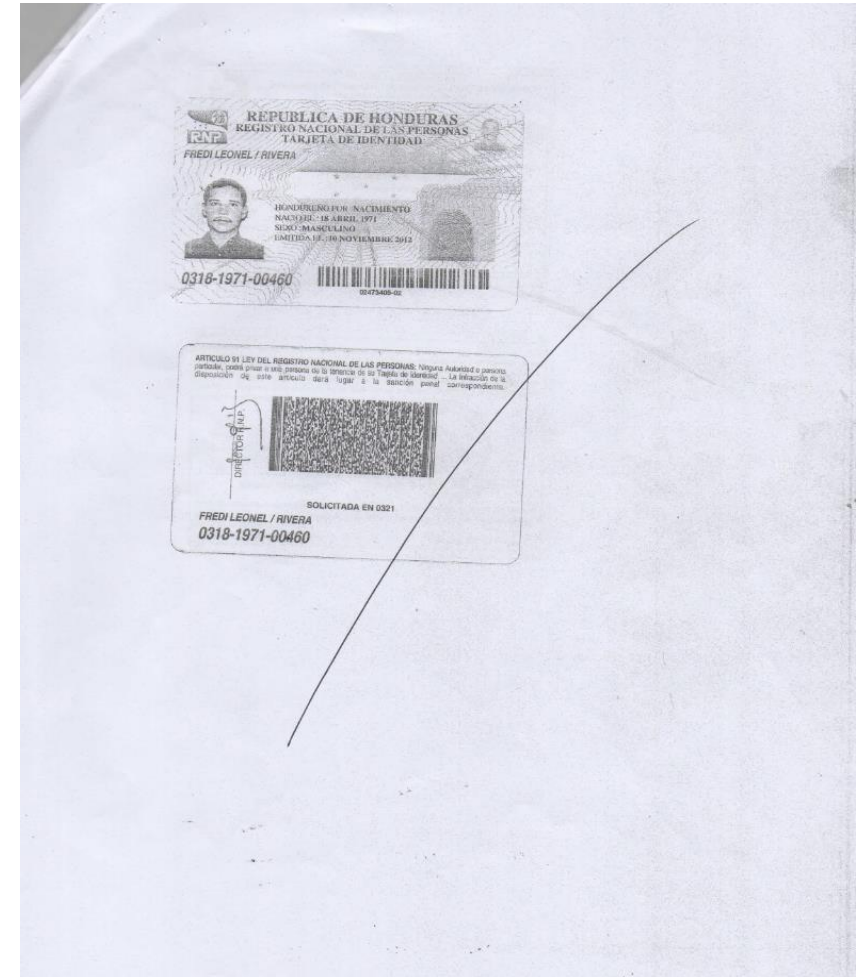 REPUBLICA DE HONDURAS
REGISTRO NACIONAL DE LAS PERSONAS
TARJETA DE IDENTIDAD
RNP
FREDI LEONEL / RIVERA
HONDUREÑO POR NACIMIENTO
NACIO EL 18 ABRIL 1971
SEXO MASCULINO
EMITIDA EL 10 NOVIEMBRE 2012
0318-1971-00460
ARTICULO 91 LEY DEL REGISTRO NACIONAL DE LAS PERSONAS: Ninguna Autoridad o persona
particular, podrá privar a una persona de la tenencia de su Tarjeta de Identidad ... La infracción de la
disposición de este artículo dará lugar a la sanción penal correspondiente.
DIRECTOR R.N.P.
SOLICITADA EN 0321
FREDI LEONEL / RIVERA
0318-1971-00460